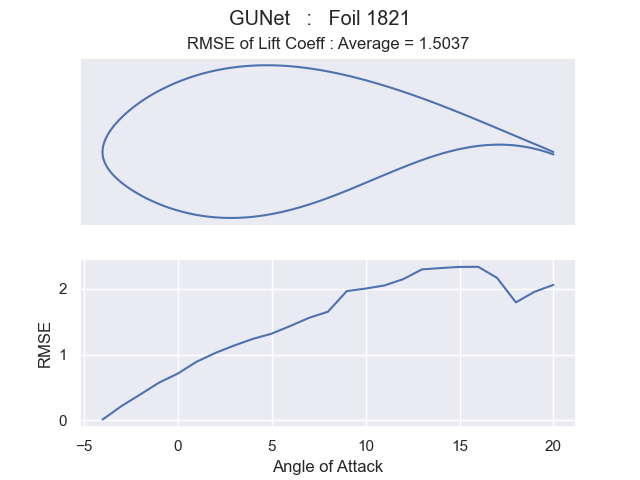 GUNet   :   Foil 1821
RMSE of Lift Coeff : Average = 1.5037
2
1
0
RMSE
−5 0 5 10 15 20
Angle of Attack